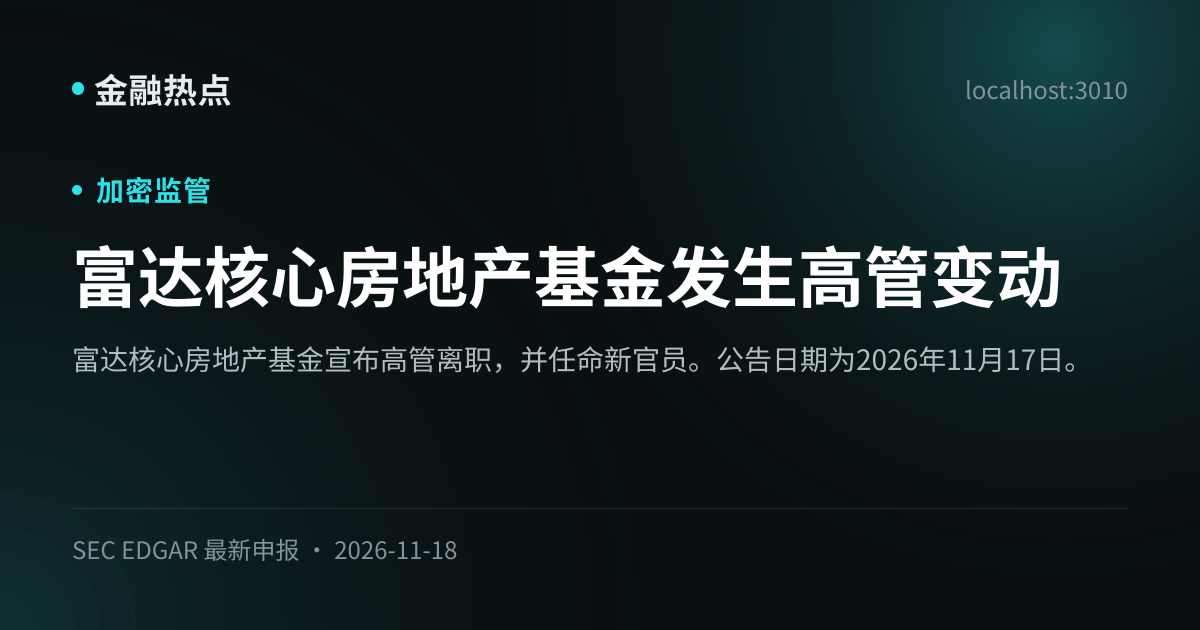 金融热点
localhost:3010
加密监管
富达核心房地产基金发生高管变动
富达核心房地产基金宣布高管离职，并任命新官员。公告日期为2026年11月17日。
SEC EDGAR 最新申报 · 2026-11-18